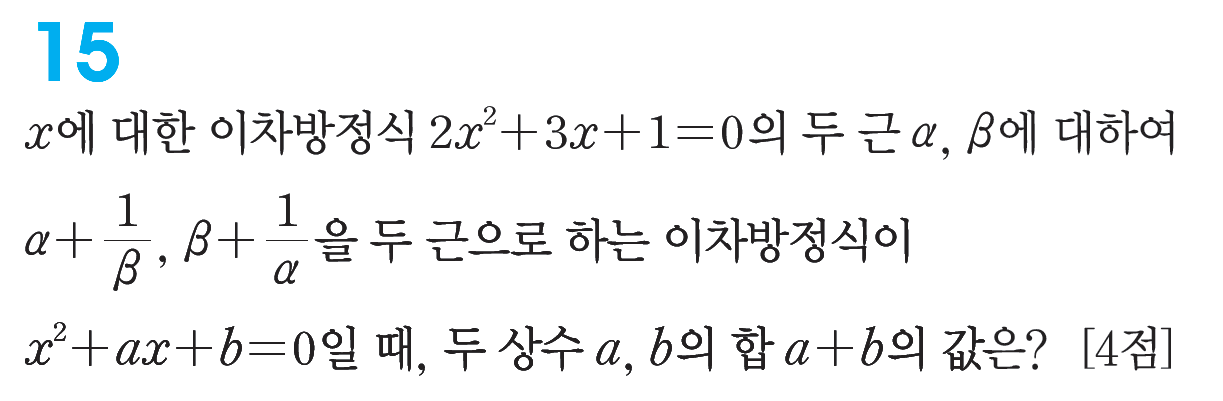 15
x에 대한 이차방정식 2x²+3x+1=0의 두 근 α, β에 대하여
α+1/β, β+1/α을 두 근으로 하는 이차방정식이
x²+ax+b=0일 때, 두 상수 a, b의 합 a+b의 값은? [4점]